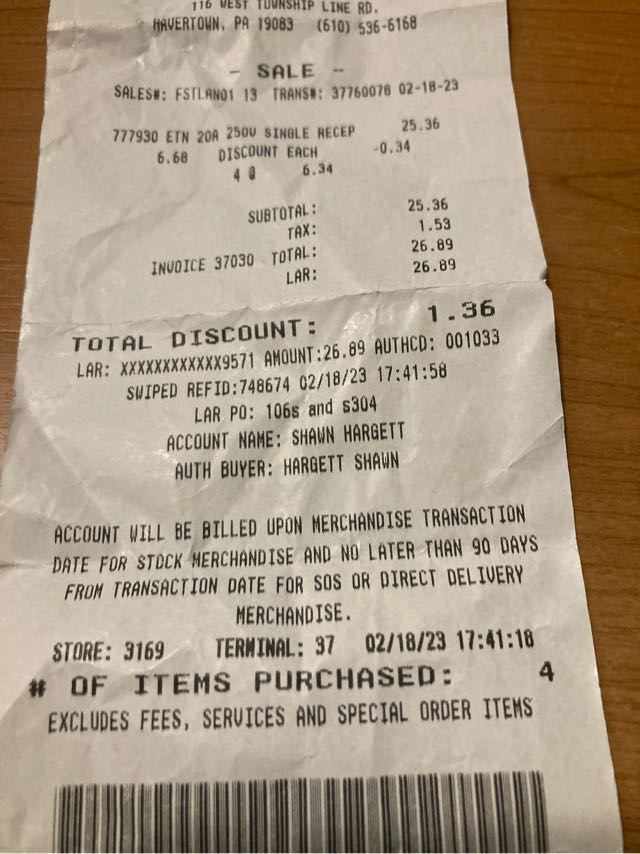 116 WEST TOWNSHIP LINE RD.
HAVERTOWN, PA 19083 (610) 536-6168
- SALE -
SALES#: FSTLAN01 13 TRANS#: 37760078 02-18-23
777930 ETN 20A 250V SINGLE RECEP 25.36
6.68 DISCOUNT EACH -0.34
4 @ 6.34
SUBTOTAL: 25.36
TAX: 1.53
INVOICE 37030 TOTAL: 26.89
LAR: 26.89
TOTAL DISCOUNT: 1.36
LAR: XXXXXXXXXXXX9571 AMOUNT:26.89 AUTHCD: 001033
SWIPED REFID:748674 02/18/23 17:41:58
LAR PO: 106s and s304
ACCOUNT NAME: SHAWN HARGETT
AUTH BUYER: HARGETT SHAWN
ACCOUNT WILL BE BILLED UPON MERCHANDISE TRANSACTION
DATE FOR STOCK MERCHANDISE AND NO LATER THAN 90 DAYS
FROM TRANSACTION DATE FOR SOS OR DIRECT DELIVERY
MERCHANDISE.
STORE: 3169 TERMINAL: 37 02/18/23 17:41:18
# OF ITEMS PURCHASED: 4
EXCLUDES FEES, SERVICES AND SPECIAL ORDER ITEMS